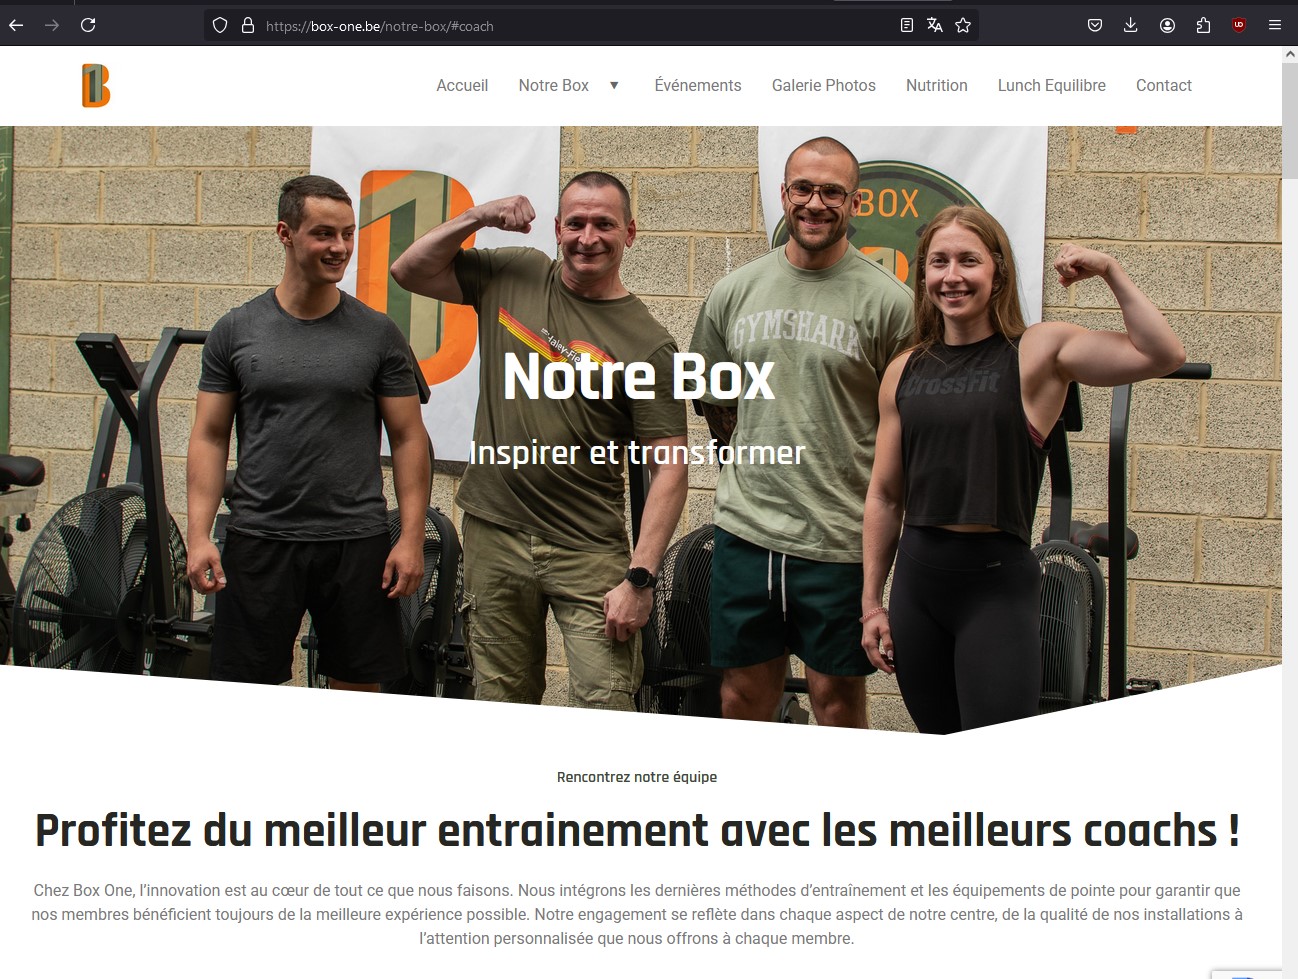 https://box-one.be/notre-box/#coach
Accueil Notre Box ▼ Événements Galerie Photos Nutrition Lunch Equilibre Contact
BOX
GYMSHARK
CrossFit
Notre Box
Inspirer et transformer
Rencontrez notre équipe
Profitez du meilleur entrainement avec les meilleurs coachs !
Chez Box One, l’innovation est au cœur de tout ce que nous faisons. Nous intégrons les dernières méthodes d’entraînement et les équipements de pointe pour garantir que
nos membres bénéficient toujours de la meilleure expérience possible. Notre engagement se reflète dans chaque aspect de notre centre, de la qualité de nos installations à
l’attention personnalisée que nous offrons à chaque membre.